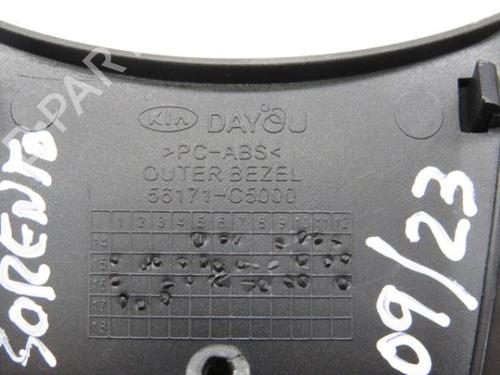 KIA DAYOU
>PC-ABS<
OUTER BEZEL
56171-C5000
1 2 3 4 5 6 7 8 9 10 11 12
14
15
16
17
18
SORENTO
09/23